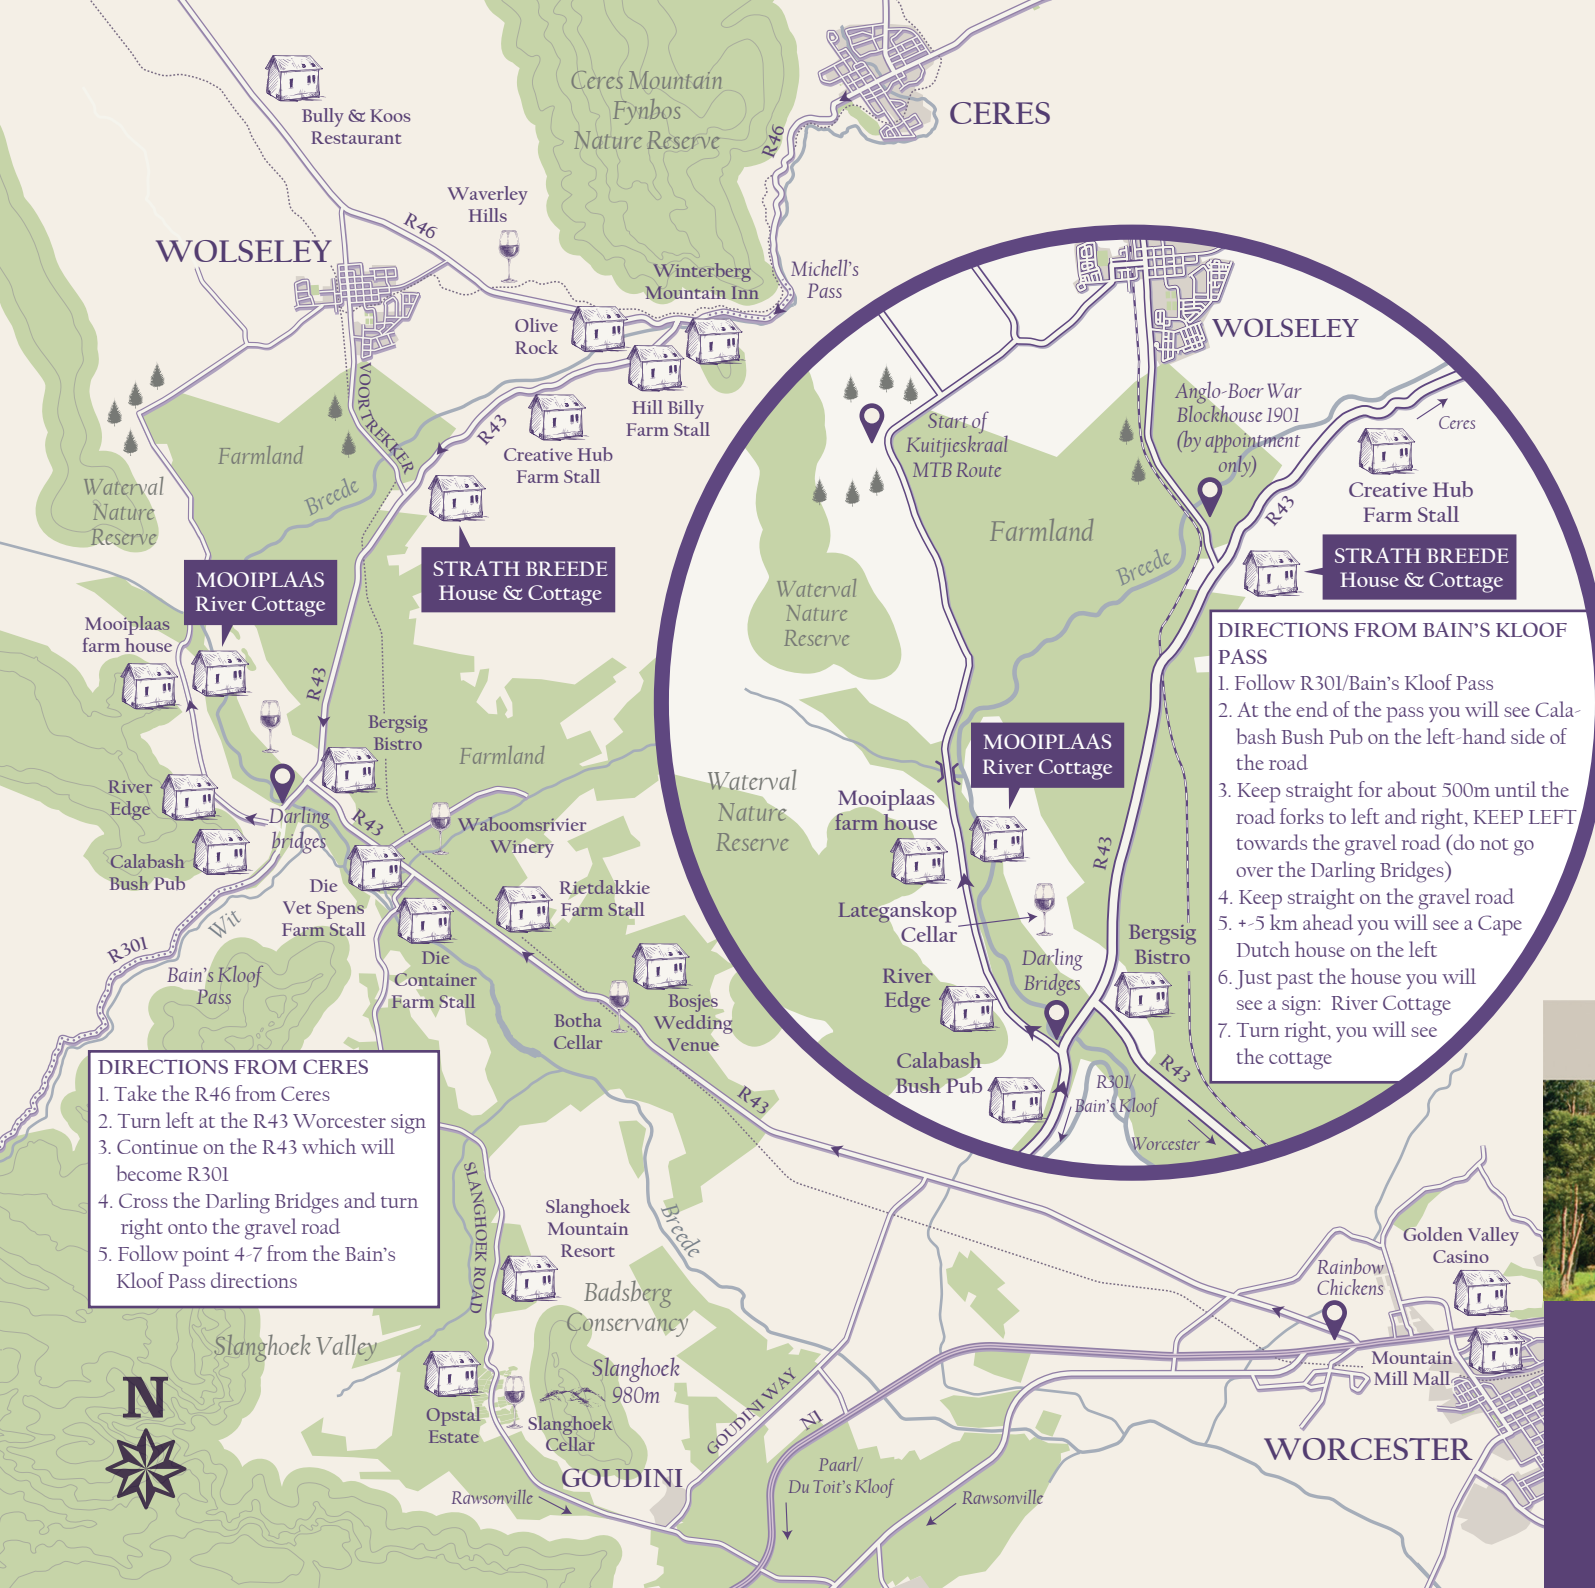 Bully & Koos
Restaurant
Ceres Mountain
Fynbos
Nature Reserve
R46
CERES
Waverley
Hills
R46
WOLSELEY
Winterberg
Mountain Inn
Michell's
Pass
Olive
Rock
Hill Billy
Farm Stall
R43
Creative Hub
Farm Stall
VOORTREKKER
Farmland
Waterval
Nature
Reserve
Breede
STRATH BREEDE
House & Cottage
MOOIPLAAS
River Cottage
Mooiplaas
farm house
R43
Bergsig
Bistro
Farmland
River
Edge
Darling
bridges
R43
Waboomsrivier
Winery
Calabash
Bush Pub
Die
Vet Spens
Farm Stall
Rietdakkie
Farm Stall
Wit
R301
Bain's Kloof
Pass
Die
Container
Farm Stall
Botha
Cellar
Bosjes
Wedding
Venue
R43
DIRECTIONS FROM CERES
1. Take the R46 from Ceres
2. Turn left at the R43 Worcester sign
3. Continue on the R43 which will
become R301
4. Cross the Darling Bridges and turn
right onto the gravel road
5. Follow point 4-7 from the Bain's
Kloof Pass directions
SLANGHOEK ROAD
Slanghoek
Mountain
Resort
Breede
Badsberg
Conservancy
Slanghoek Valley
Slanghoek
980m
Opstal
Estate
Slanghoek
Cellar
N
GOUDINI
Rawsonville
GOUDINI WAY
N1
Paarl/
Du Toit's Kloof
Rawsonville
Rainbow
Chickens
Golden Valley
Casino
Mountain
Mill Mall
WORCESTER
WOLSELEY
Anglo-Boer War
Blockhouse 1901
(by appointment
only)
Start of
Kuitjieskraal
MTB Route
Ceres
Creative Hub
Farm Stall
R43
Farmland
Breede
STRATH BREEDE
House & Cottage
Waterval
Nature
Reserve
Waterval
Nature
Reserve
MOOIPLAAS
River Cottage
Mooiplaas
farm house
R43
Lateganskop
Cellar
Bergsig
Bistro
Darling
Bridges
River
Edge
Calabash
Bush Pub
R301/
Bain's Kloof
R43
Worcester
DIRECTIONS FROM BAIN'S KLOOF
PASS
1. Follow R301/Bain's Kloof Pass
2. At the end of the pass you will see Cala-
bash Bush Pub on the left-hand side of
the road
3. Keep straight for about 500m until the
road forks to left and right, KEEP LEFT
towards the gravel road (do not go
over the Darling Bridges)
4. Keep straight on the gravel road
5. +-5 km ahead you will see a Cape
Dutch house on the left
6. Just past the house you will
see a sign: River Cottage
7. Turn right, you will see
the cottage